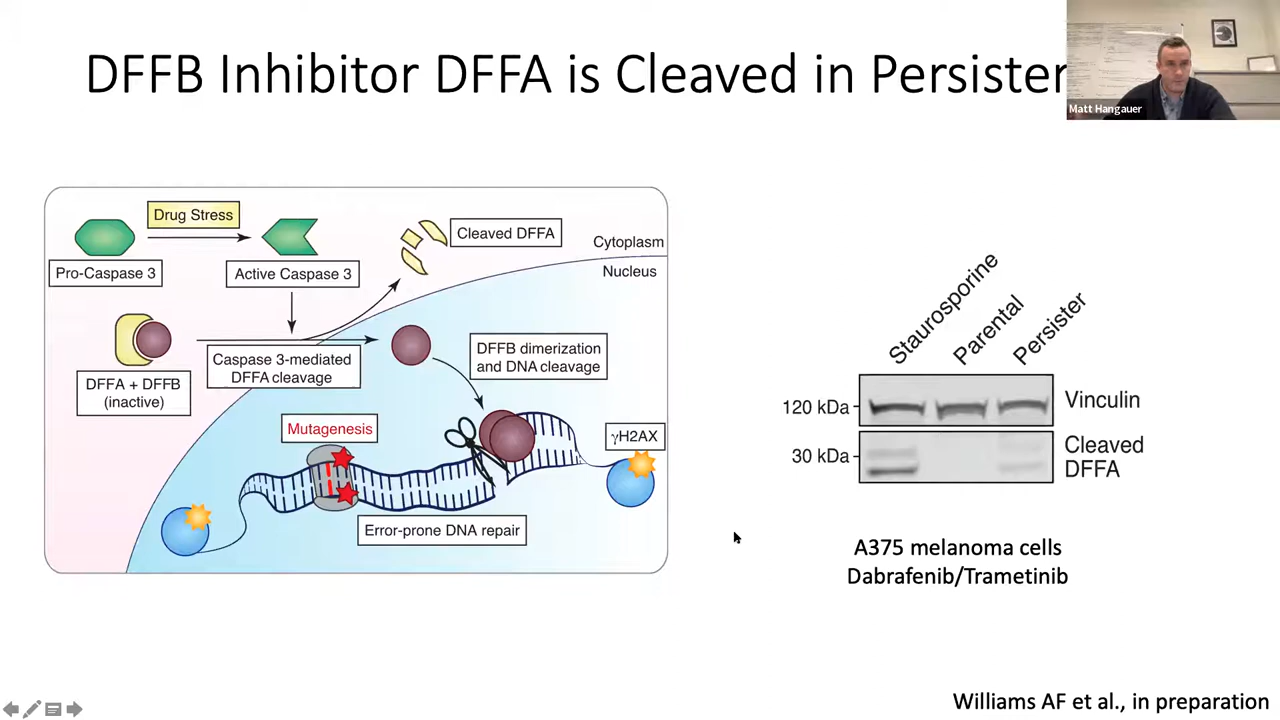 DFFB Inhibitor DFFA is Cleaved in Persister
Matt Hangauer
Drug Stress
Pro-Caspase 3
Active Caspase 3
Cleaved DFFA
Cytoplasm
Nucleus
DFFA + DFFB
(inactive)
Caspase 3-mediated
DFFA cleavage
DFFB dimerization
and DNA cleavage
Mutagenesis
γH2AX
Error-prone DNA repair
Staurosporine
Parental
Persister
120 kDa
Vinculin
30 kDa
Cleaved
DFFA
A375 melanoma cells
Dabrafenib/Trametinib
Williams AF et al., in preparation